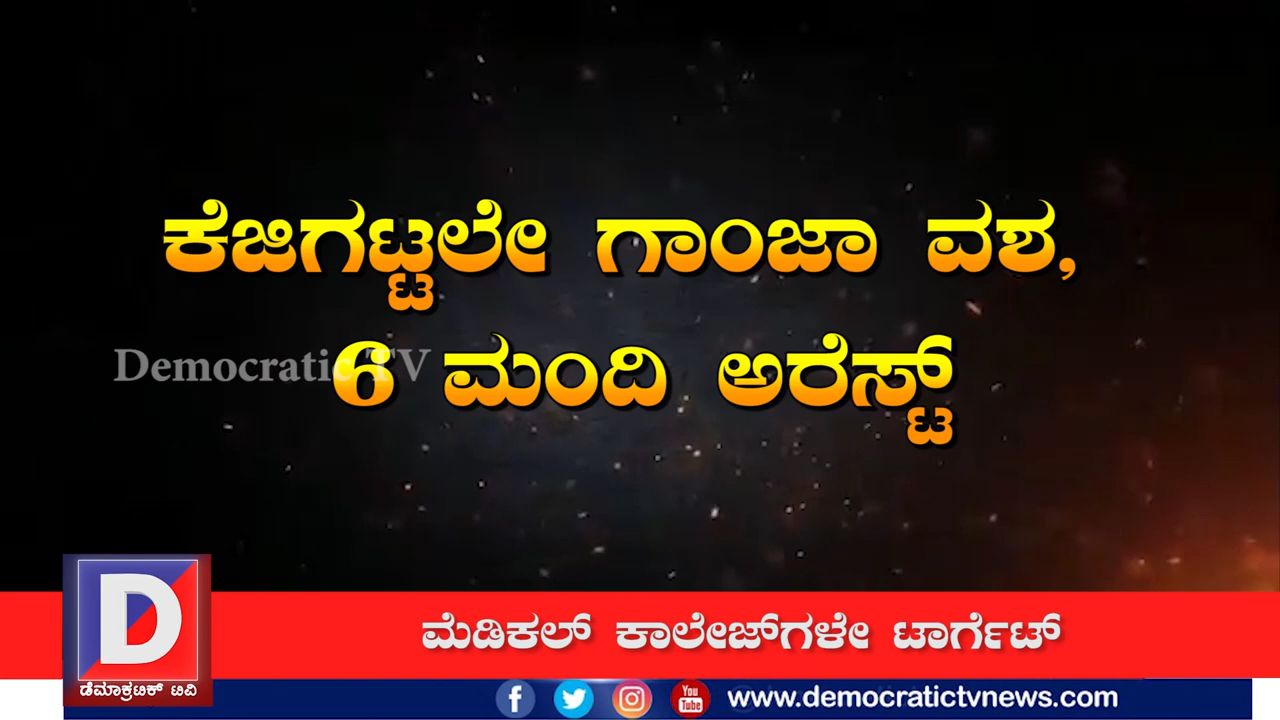 ಕೆಜಿಗಟ್ಟಲೇ ಗಾಂಜಾ ವಶ,
Democratic TV
6 ಮಂದಿ ಅರೆಸ್ಟ್
D
ಮೆಡಿಕಲ್ ಕಾಲೇಜ್‌ಗಳೇ ಟಾರ್ಗೆಟ್
ಡೆಮಾಕ್ರಟಿಕ್ ಟಿವಿ
You Tube www.democratictvnews.com